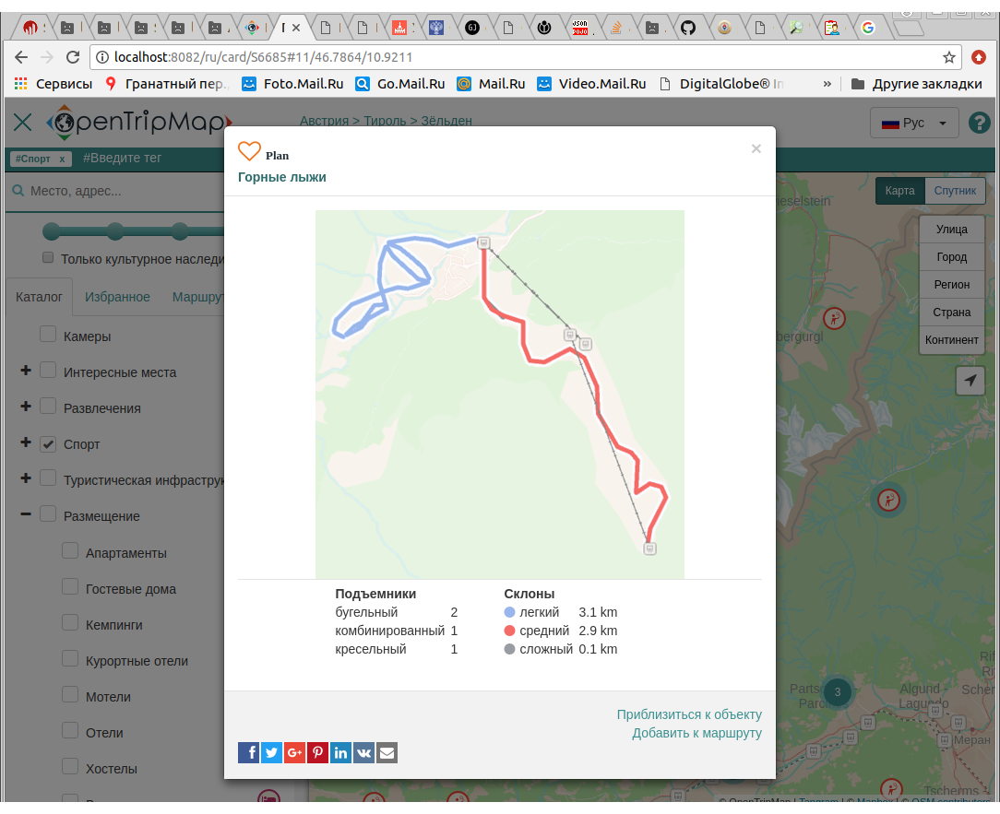 localhost:8082/ru/card/S6685#11/46.7864/10.9211
Сервисы Гранатный пер. Foto.Mail.Ru Go.Mail.Ru Mail.Ru Video.Mail.Ru DigitalGlobe® » Другие закладки
OpenTripMap
Австрия > Тироль > Зёльден
Рус
?
#Спорт x #Введите тег
Место, адрес...
Только культурное наследи
Каталог Избранное Маршрут
Камеры
Интересные места
Развлечения
Спорт
Туристическая инфраструк
Размещение
Апартаменты
Гостевые дома
Кемпинги
Курортные отели
Мотели
Отели
Хостелы
Plan
×
Горные лыжи
Подъемники
бугельный 2
комбинированный 1
кресельный 1
Склоны
легкий 3.1 km
средний 2.9 km
сложный 0.1 km
Приблизиться к объекту
Добавить к маршруту
Карта Спутник
Улица
Город
Регион
Страна
Континент
ieselstein
bergurgl
Rif
Ri
Parts
Parc
3
Algund -
Lagundo
Scher
Меран
Tscherms -
© OpenTripMap | Tangram | © Mapbox | © OSM contributors